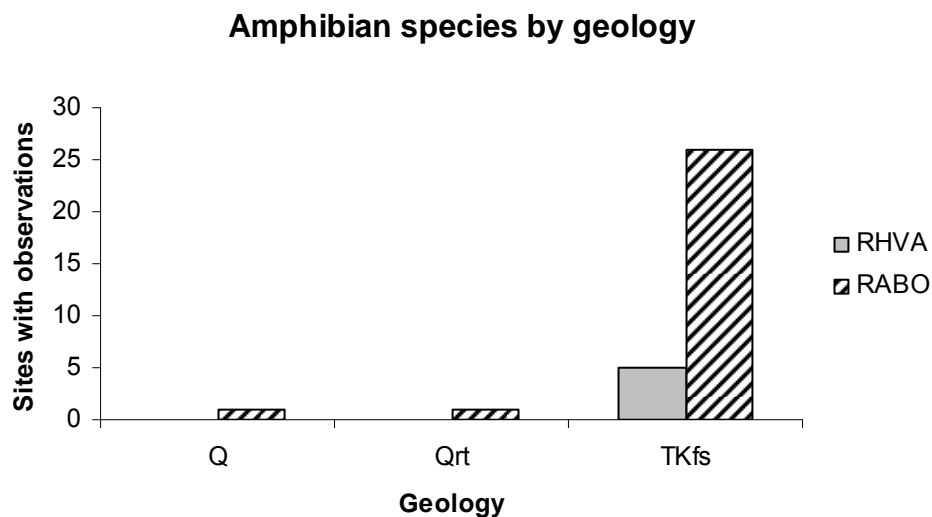 Amphibian species by geology
30
25
20
15
10
5
0
Sites with observations
Q
Qrt
TKfs
Geology
RHVA
RABO